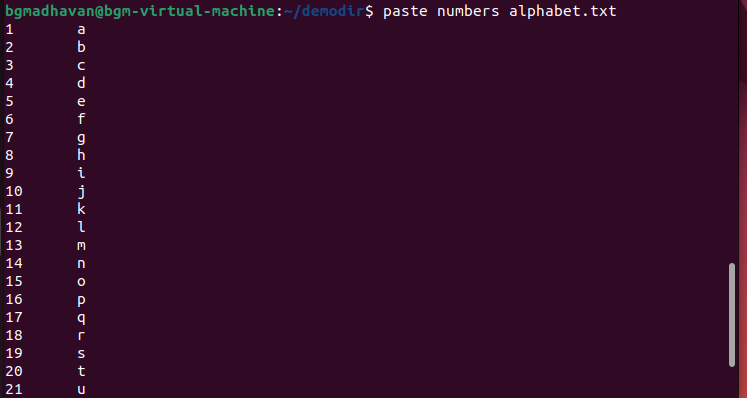 bgmadhavan@bgm-virtual-machine:~/demodir$ paste numbers alphabet.txt
1	a
2	b
3	c
4	d
5	e
6	f
7	g
8	h
9	i
10	j
11	k
12	l
13	m
14	n
15	o
16	p
17	q
18	r
19	s
20	t
21	u